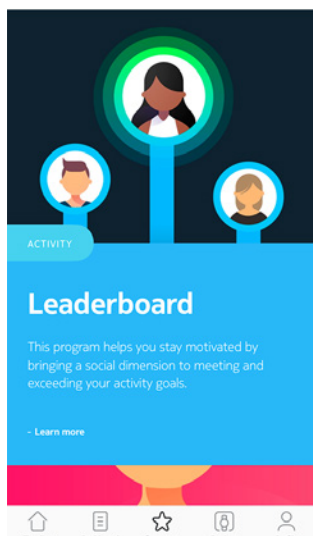 ACTIVITY
Leaderboard
This program helps you stay motivated by
bringing a social dimension to meeting and
exceeding your activity goals.
- Learn more